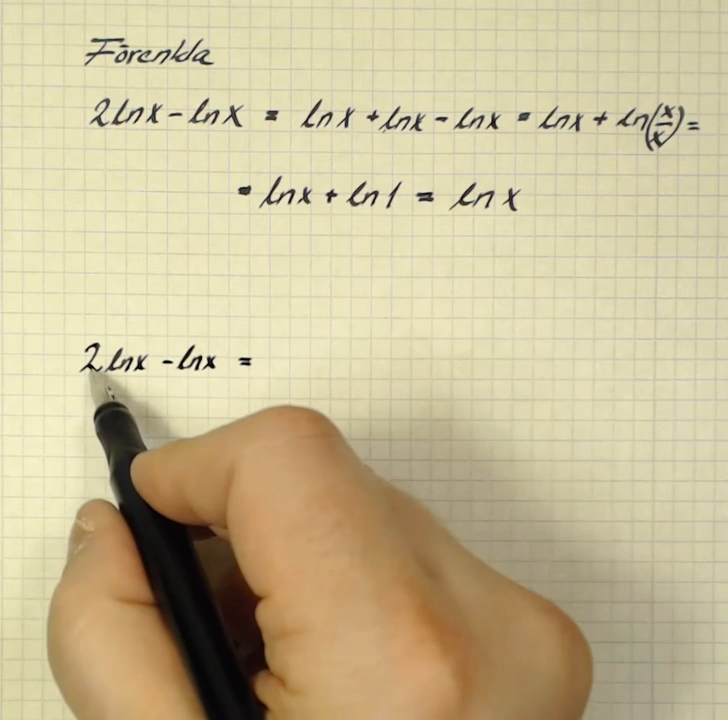 Förenkla
2lnx - lnx = lnx + lnx - lnx = lnx + ln(x/x) =
= lnx + ln1 = lnx
2lnx - lnx =